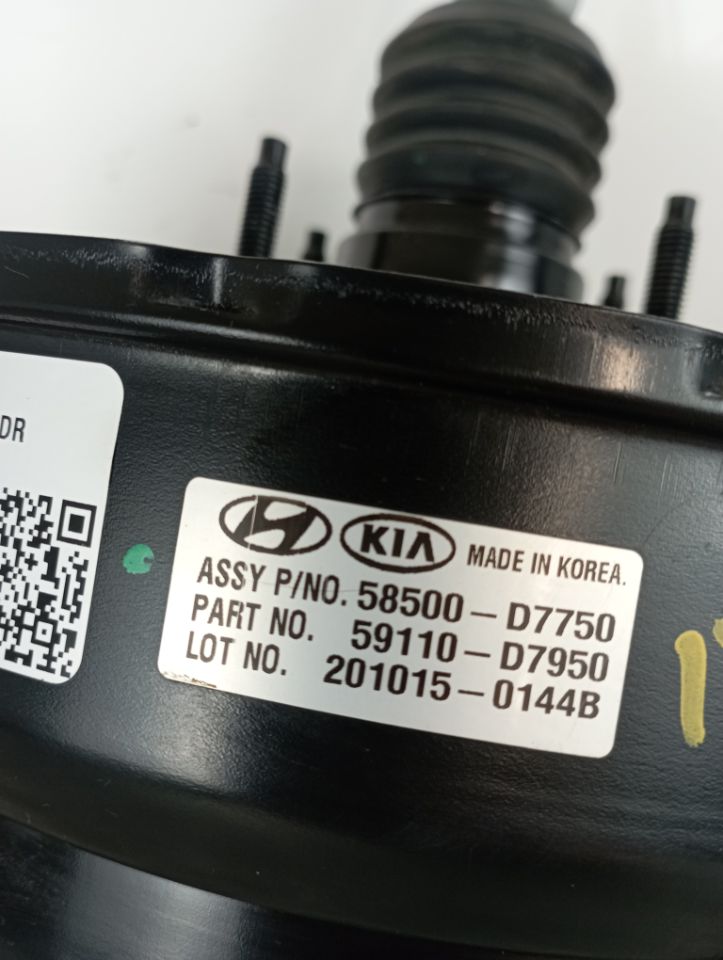 DR
KIA MADE IN KOREA.
ASSY P/NO. 58500-D7750
PART NO. 59110-D7950
LOT NO. 201015-0144B